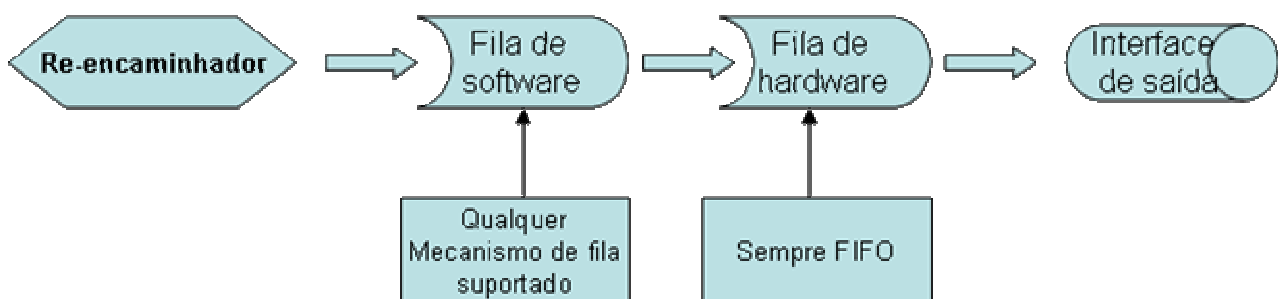 Re-encaminhador
Fila de
software
Fila de
hardware
Interface
de saída
Qualquer
Mecanismo de fila
suportado
Sempre FIFO